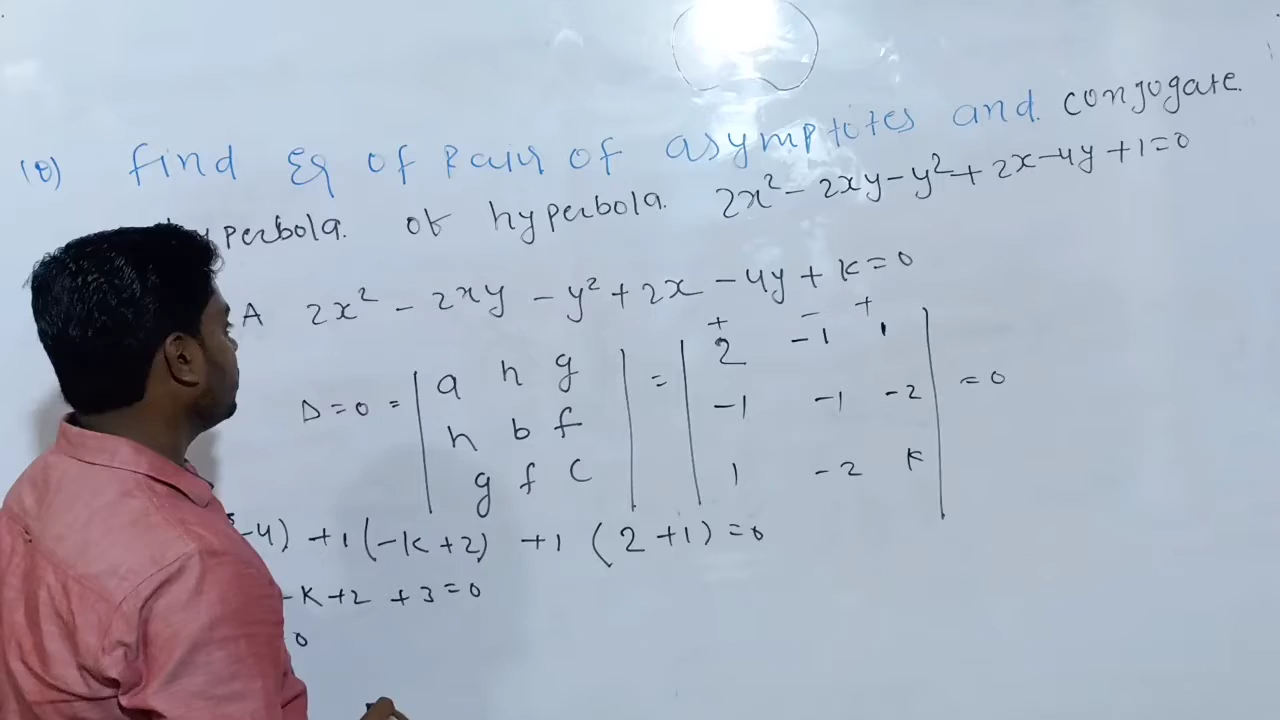 (Q) find Eq of Pair of asymptotes and conjogate
perbola. of hyperbola. 2x² - 2xy - y² + 2x - 4y + 1 = 0
A 2x² - 2xy - y² + 2x - 4y + k = 0
Δ = 0 = | a h g | = | 2 -1 1 | = 0
| h b f | | -1 -1 -2 |
| g f c | | 1 -2 k |
+ - +
-4) +1 (-k+2) +1 (2+1) = 0
-k +2 +3 = 0
= 0